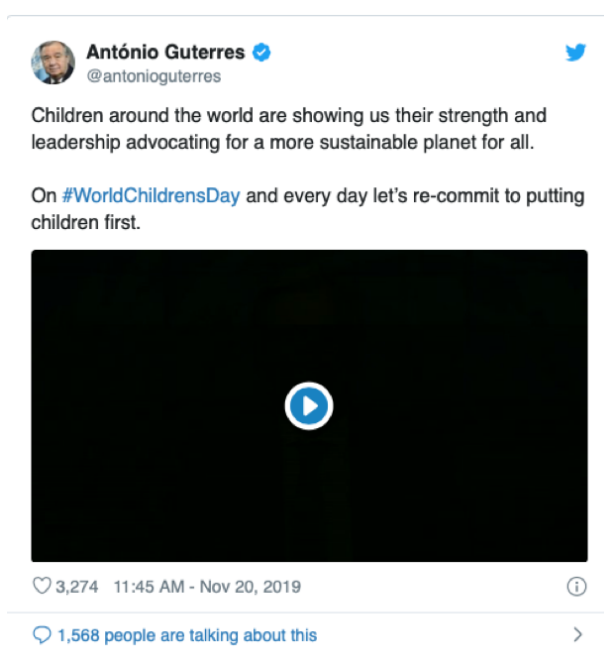 António Guterres
@antonioguterres
Children around the world are showing us their strength and
leadership advocating for a more sustainable planet for all.
On #WorldChildrensDay and every day let’s re-commit to putting
children first.
3,274 11:45 AM - Nov 20, 2019
1,568 people are talking about this